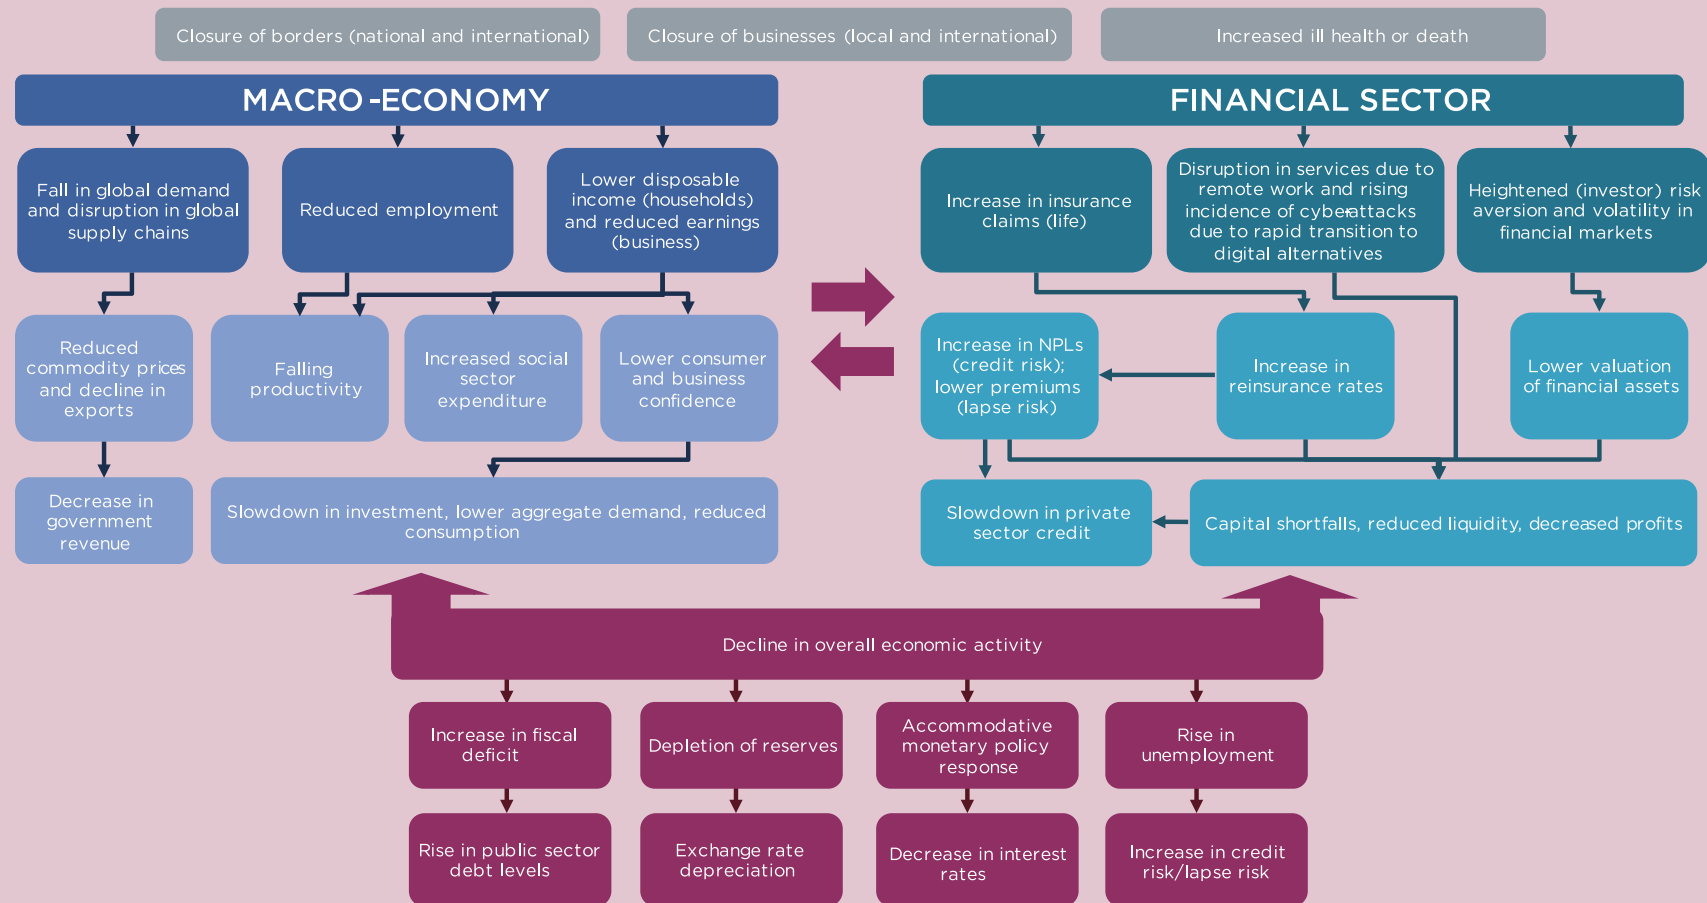 Closure of borders (national and international)
Closure of businesses (local and international)
Increased ill health or death
MACRO-ECONOMY
FINANCIAL SECTOR
Fall in global demand
and disruption in global
supply chains
Reduced employment
Lower disposable
income (households)
and reduced earnings
(business)
Increase in insurance
claims (life)
Disruption in services due to
remote work and rising
incidence of cyber-attacks
due to rapid transition to
digital alternatives
Heightened (investor) risk
aversion and volatility in
financial markets
Reduced
commodity prices
and decline in
exports
Falling
productivity
Increased social
sector
expenditure
Lower consumer
and business
confidence
Increase in NPLs
(credit risk);
lower premiums
(lapse risk)
Increase in
reinsurance rates
Lower valuation
of financial assets
Decrease in
government
revenue
Slowdown in investment, lower aggregate demand, reduced
consumption
Slowdown in private
sector credit
Capital shortfalls, reduced liquidity, decreased profits
Decline in overall economic activity
Increase in fiscal
deficit
Depletion of reserves
Accommodative
monetary policy
response
Rise in
unemployment
Rise in public sector
debt levels
Exchange rate
depreciation
Decrease in interest
rates
Increase in credit
risk/lapse risk